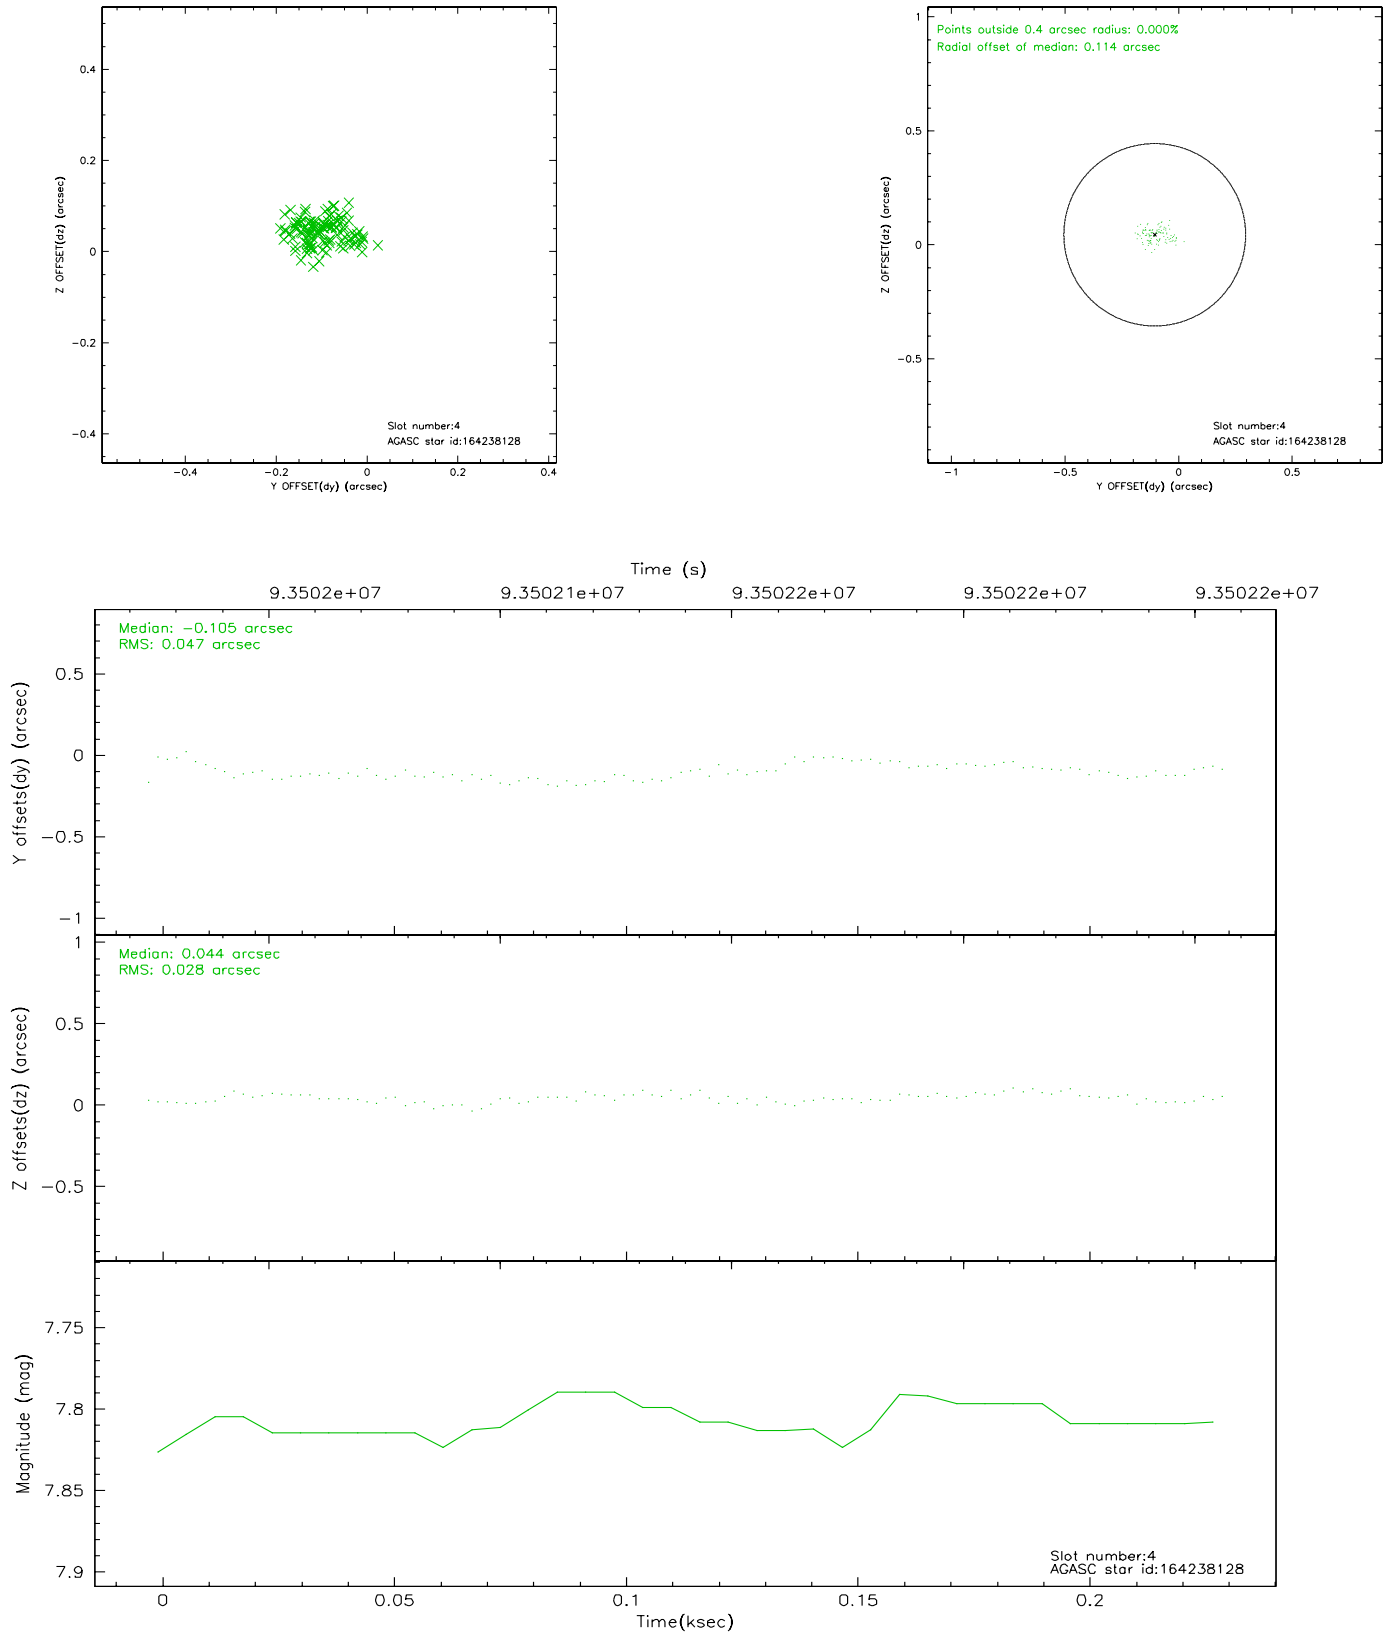 0.4
0.2
0
-0.2
-0.4
Z OFFSET(dz) (arcsec)
-0.4 -0.2 0 0.2 0.4
Y OFFSET(dy) (arcsec)
Slot number:4
AGASC star id:164238128
Points outside 0.4 arcsec radius: 0.000%
Radial offset of median: 0.114 arcsec
1
0.5
0
-0.5
Z OFFSET(dz) (arcsec)
-1 -0.5 0 0.5
Y OFFSET(dy) (arcsec)
Slot number:4
AGASC star id:164238128
Time (s)
9.3502e+07 9.35021e+07 9.35022e+07 9.35022e+07 9.35022e+07
Median: -0.105 arcsec
RMS: 0.047 arcsec
0.5
0
-0.5
-1
Y offsets(dy) (arcsec)
Median: 0.044 arcsec
RMS: 0.028 arcsec
1
0.5
0
-0.5
Z offsets(dz) (arcsec)
7.75
7.8
7.85
7.9
Magnitude (mag)
Slot number:4
AGASC star id:164238128
0 0.05 0.1 0.15 0.2
Time(ksec)